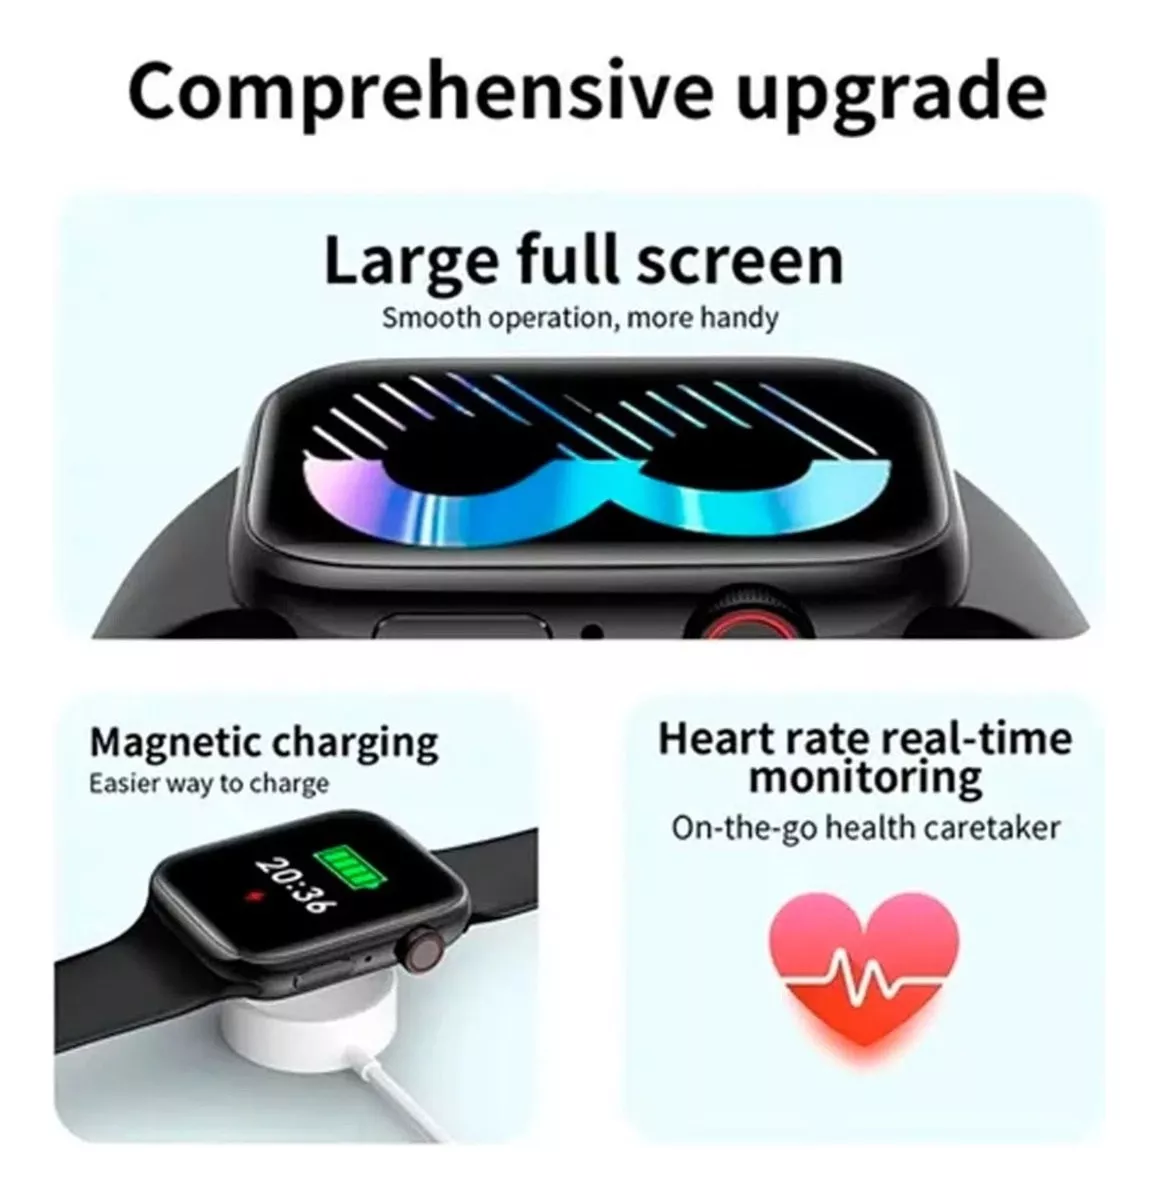 Comprehensive upgrade
Large full screen
Smooth operation, more handy
Magnetic charging
Easier way to charge
20:36
Heart rate real-time
monitoring
On-the-go health caretaker